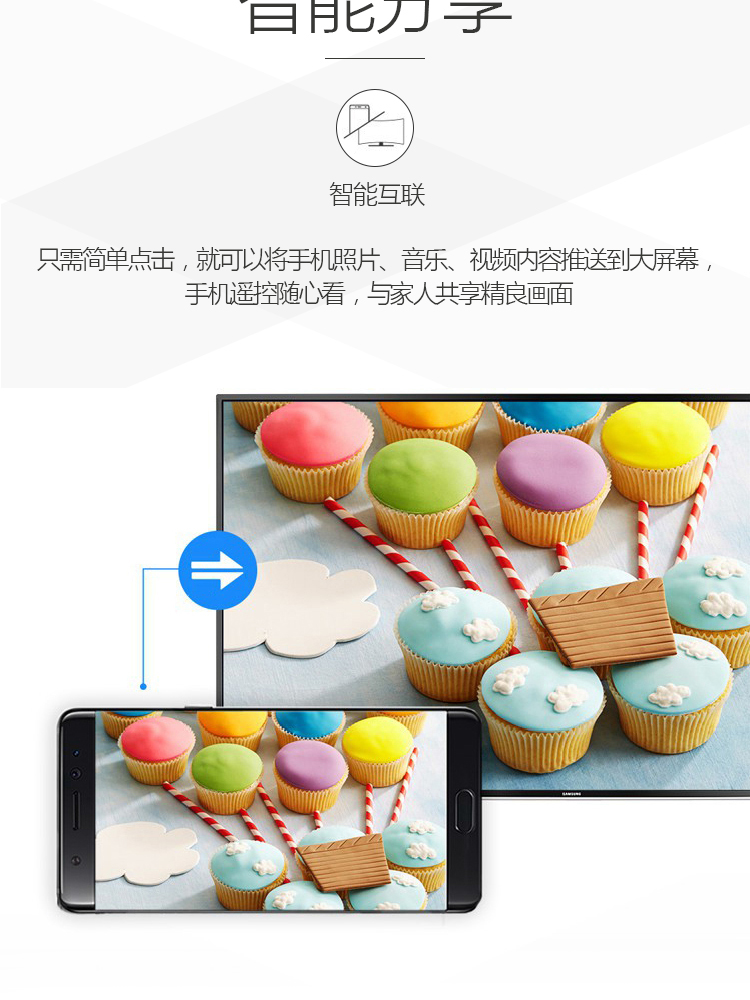 智能分享
智能互联
只需简单点击，就可以将手机照片、音乐、视频内容推送到大屏幕，
手机遥控随心看，与家人共享精良画面
SAMSUNG